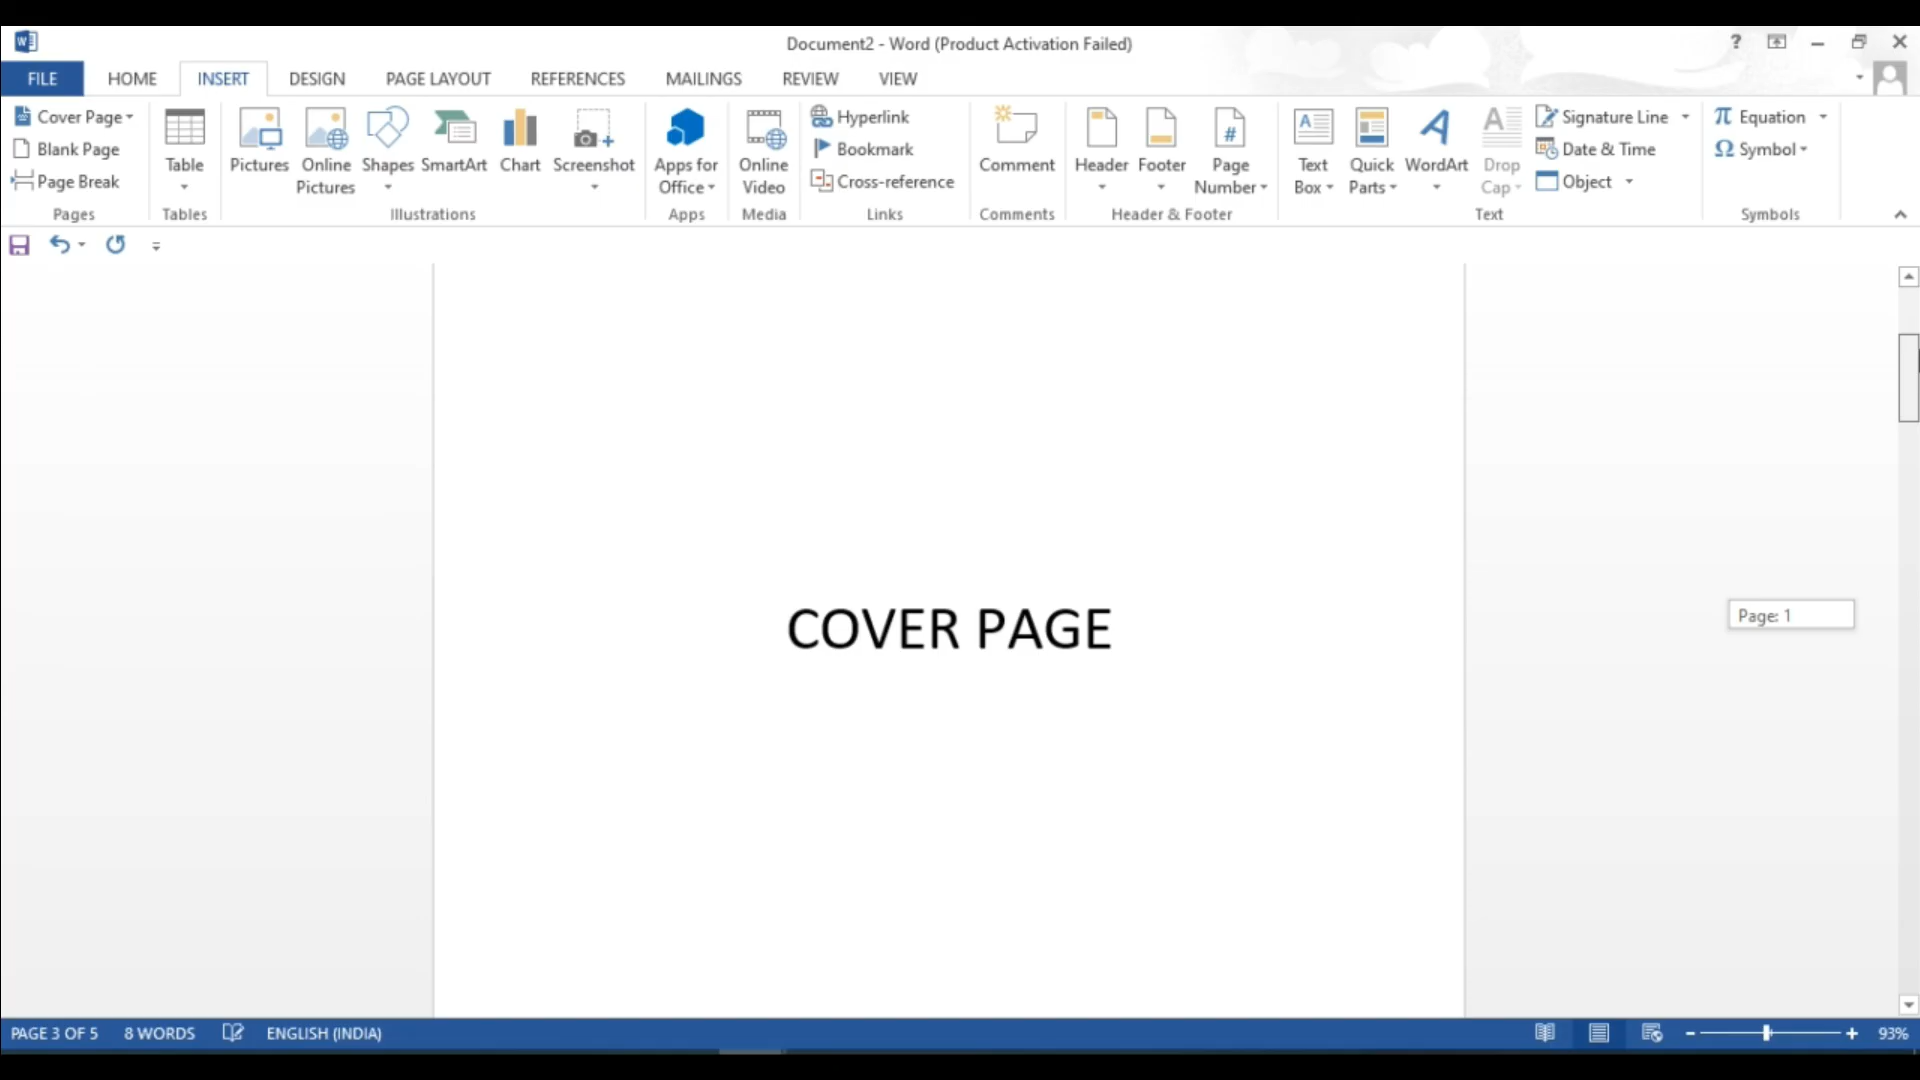 Document2 - Word (Product Activation Failed)
FILE HOME INSERT DESIGN PAGE LAYOUT REFERENCES MAILINGS REVIEW VIEW
Cover Page
Blank Page
Page Break
Pages
Table
Tables
Pictures
Online
Pictures
Shapes
SmartArt
Chart
Screenshot
Illustrations
Apps for
Office
Apps
Online
Video
Media
Hyperlink
Bookmark
Cross-reference
Links
Comment
Comments
Header
Footer
Page
Number
Header & Footer
Text
Box
Quick
Parts
WordArt
Drop
Cap
Signature Line
Date & Time
Object
Text
Equation
Symbol
Symbols
COVER PAGE
Page: 1
PAGE 3 OF 5 8 WORDS ENGLISH (INDIA) 93%